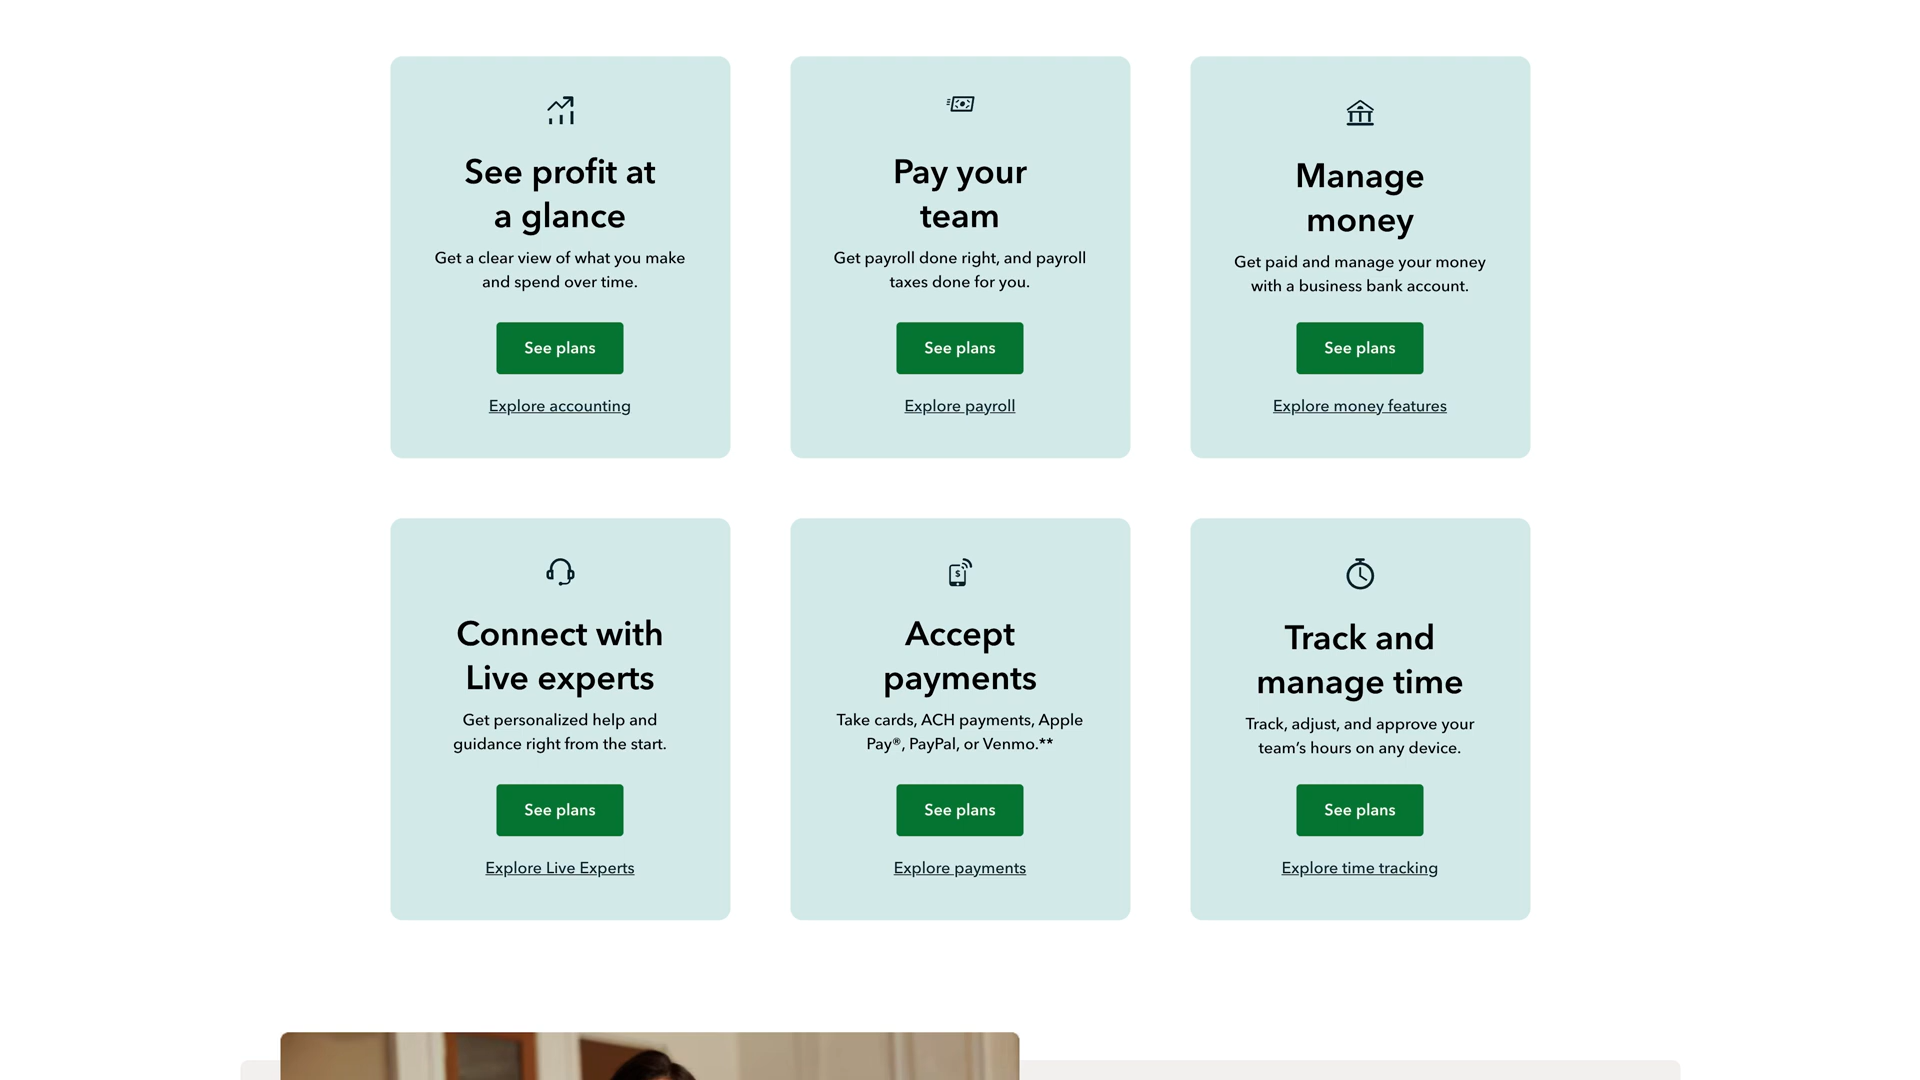 See profit at
a glance
Get a clear view of what you make
and spend over time.
See plans
Explore accounting
Pay your
team
Get payroll done right, and payroll
taxes done for you.
See plans
Explore payroll
Manage
money
Get paid and manage your money
with a business bank account.
See plans
Explore money features
Connect with
Live experts
Get personalized help and
guidance right from the start.
See plans
Explore Live Experts
Accept
payments
Take cards, ACH payments, Apple
Pay®, PayPal, or Venmo.**
See plans
Explore payments
Track and
manage time
Track, adjust, and approve your
team’s hours on any device.
See plans
Explore time tracking